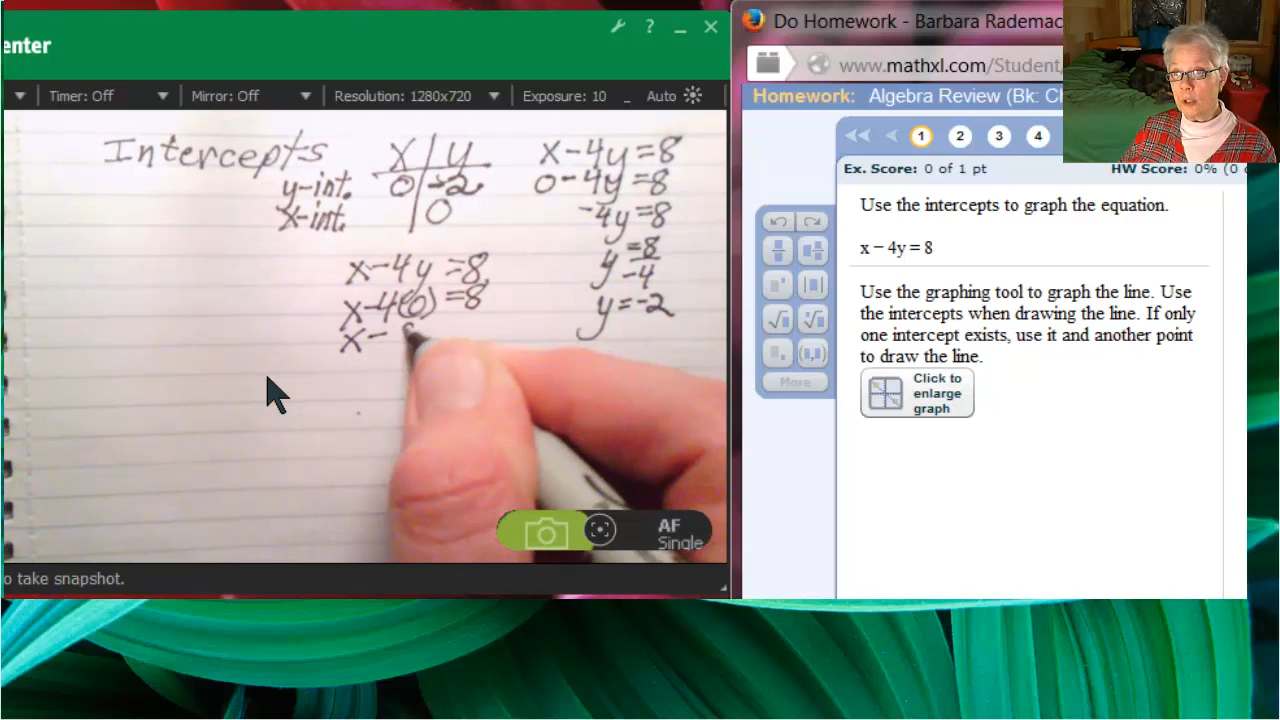 enter
Timer: Off
Mirror: Off
Resolution: 1280x720
Exposure: 10
Auto
Intercepts
x y
y-int. 0 -2
x-int. 0
x-4y=8
x-4(0)=8
x-
x-4y=8
0-4y=8
-4y=8
y =8
-4
y=-2
AF
Single
o take snapshot.
Do Homework - Barbara Radema
www.mathxl.com/Student
Homework: Algebra Review (Bk: Ch
1 2 3 4
Ex. Score: 0 of 1 pt
HW Score: 0% (0
Use the intercepts to graph the equation.
x − 4y = 8
Use the graphing tool to graph the line. Use
the intercepts when drawing the line. If only
one intercept exists, use it and another point
to draw the line.
Click to
enlarge
graph
More